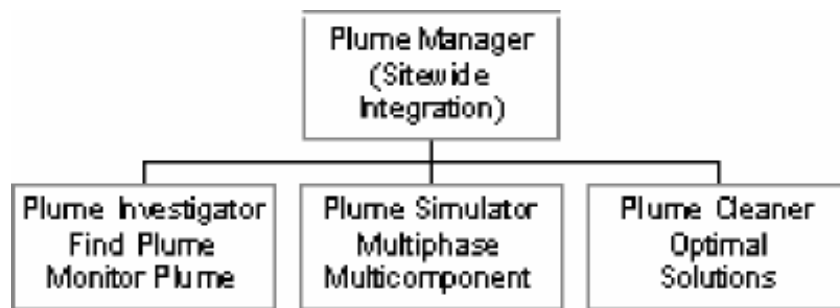 Plume Manager
(Sitewide
Integration)
Plume Investigator
Find Plume
Monitor Plume
Plume Simulator
Multiphase
Multicomponent
Plume Cleaner
Optimal
Solutions